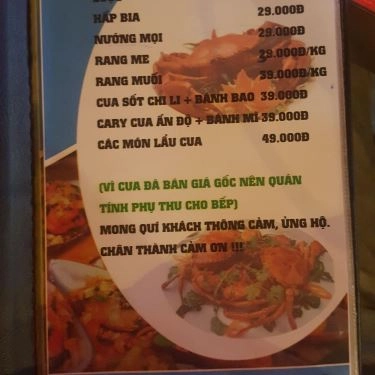 HẤP BIA 29.000Đ
NƯỚNG MỌI 29.000Đ
RANG ME 29.000Đ/KG
RANG MUỐI 39.000Đ/KG
CUA SỐT CHI LI + BÁNH BAO 39.000Đ
CARY CUA ẤN ĐỘ + BÁNH MÌ 39.000Đ
CÁC MÓN LẨU CUA 49.000Đ
(VÌ CUA ĐÃ BÁN GIÁ GỐC NÊN QUÁN
TÍNH PHỤ THU CHO BẾP)
MONG QUÍ KHÁCH THÔNG CẢM, ỦNG HỘ.
CHÂN THÀNH CẢM ƠN !!!